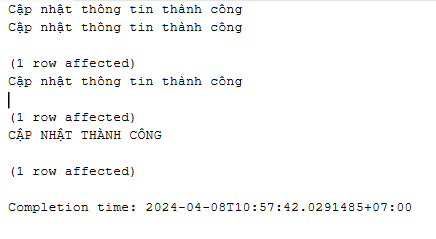 Cập nhật thông tin thành công
Cập nhật thông tin thành công
(1 row affected)
Cập nhật thông tin thành công
(1 row affected)
CẬP NHẬT THÀNH CÔNG
(1 row affected)
Completion time: 2024-04-08T10:57:42.0291485+07:00